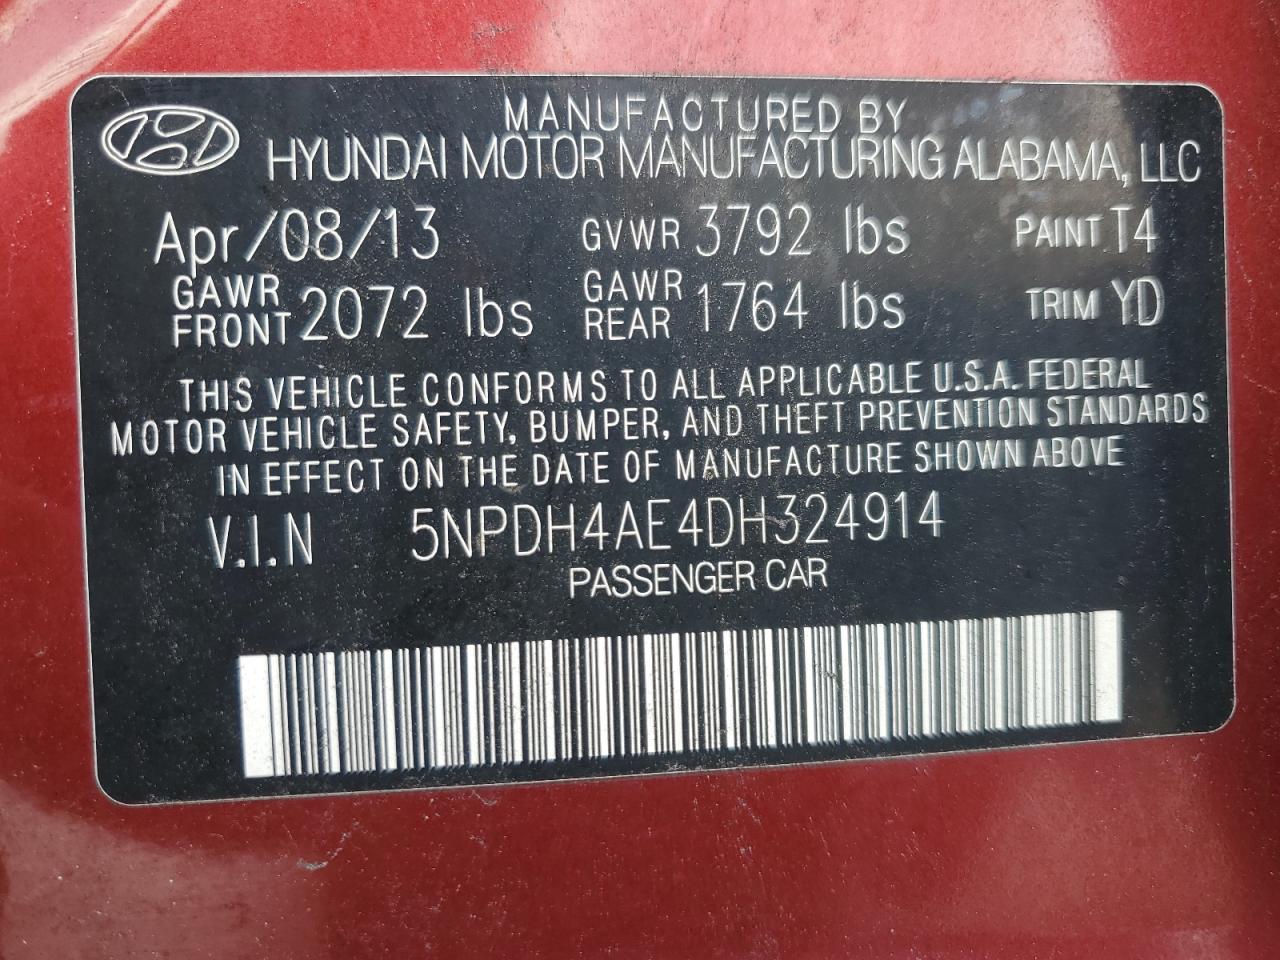 MANUFACTURED BY
HYUNDAI MOTOR MANUFACTURING ALABAMA, LLC
Apr/08/13 GVWR 3792 lbs PAINT T4
GAWR FRONT 2072 lbs GAWR REAR 1764 lbs TRIM YD
THIS VEHICLE CONFORMS TO ALL APPLICABLE U.S.A. FEDERAL
MOTOR VEHICLE SAFETY, BUMPER, AND THEFT PREVENTION STANDARDS
IN EFFECT ON THE DATE OF MANUFACTURE SHOWN ABOVE
V.I.N 5NPDH4AE4DH324914
PASSENGER CAR